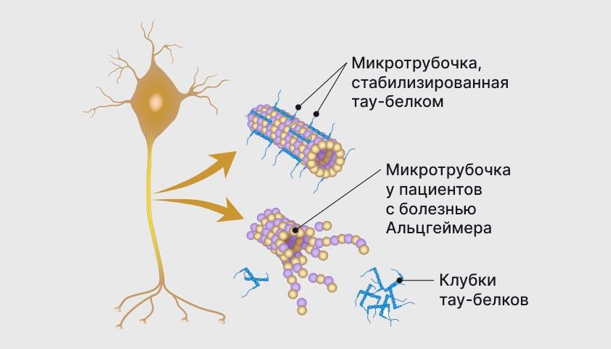 Микротрубочка,
стабилизированная
тау-белком
Микротрубочка
у пациентов
с болезнью
Альцгеймера
Клубки
тау-белков